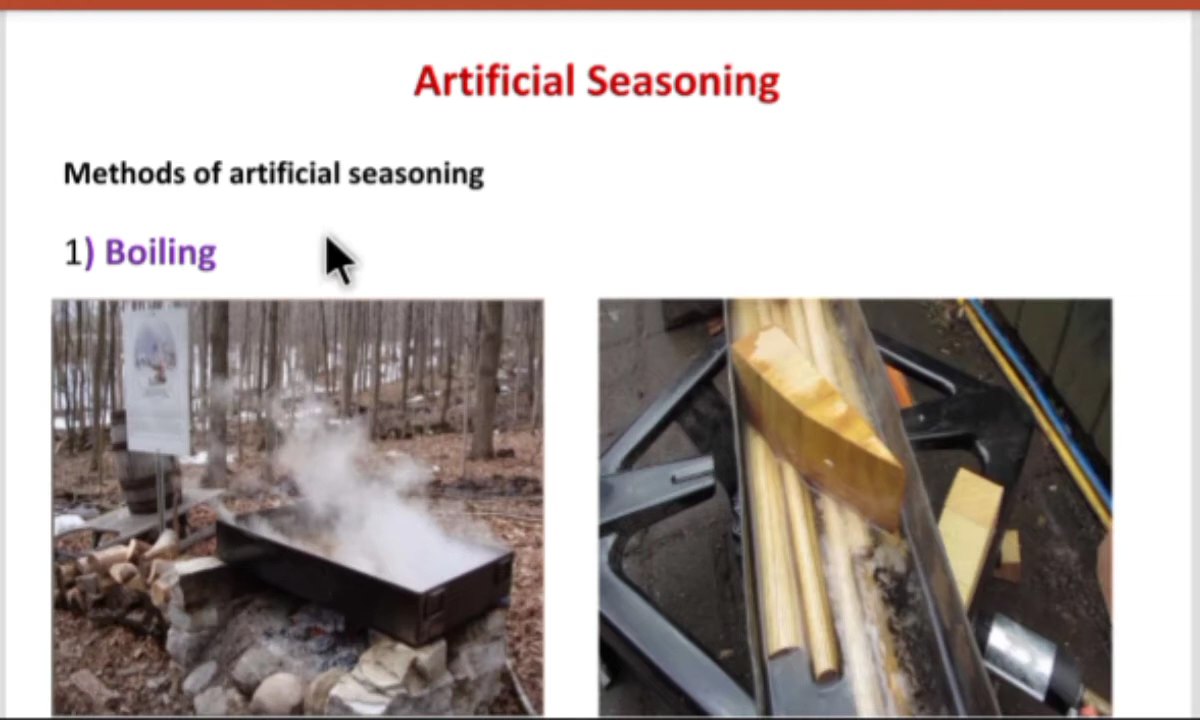 Artificial Seasoning
Methods of artificial seasoning
1) Boiling